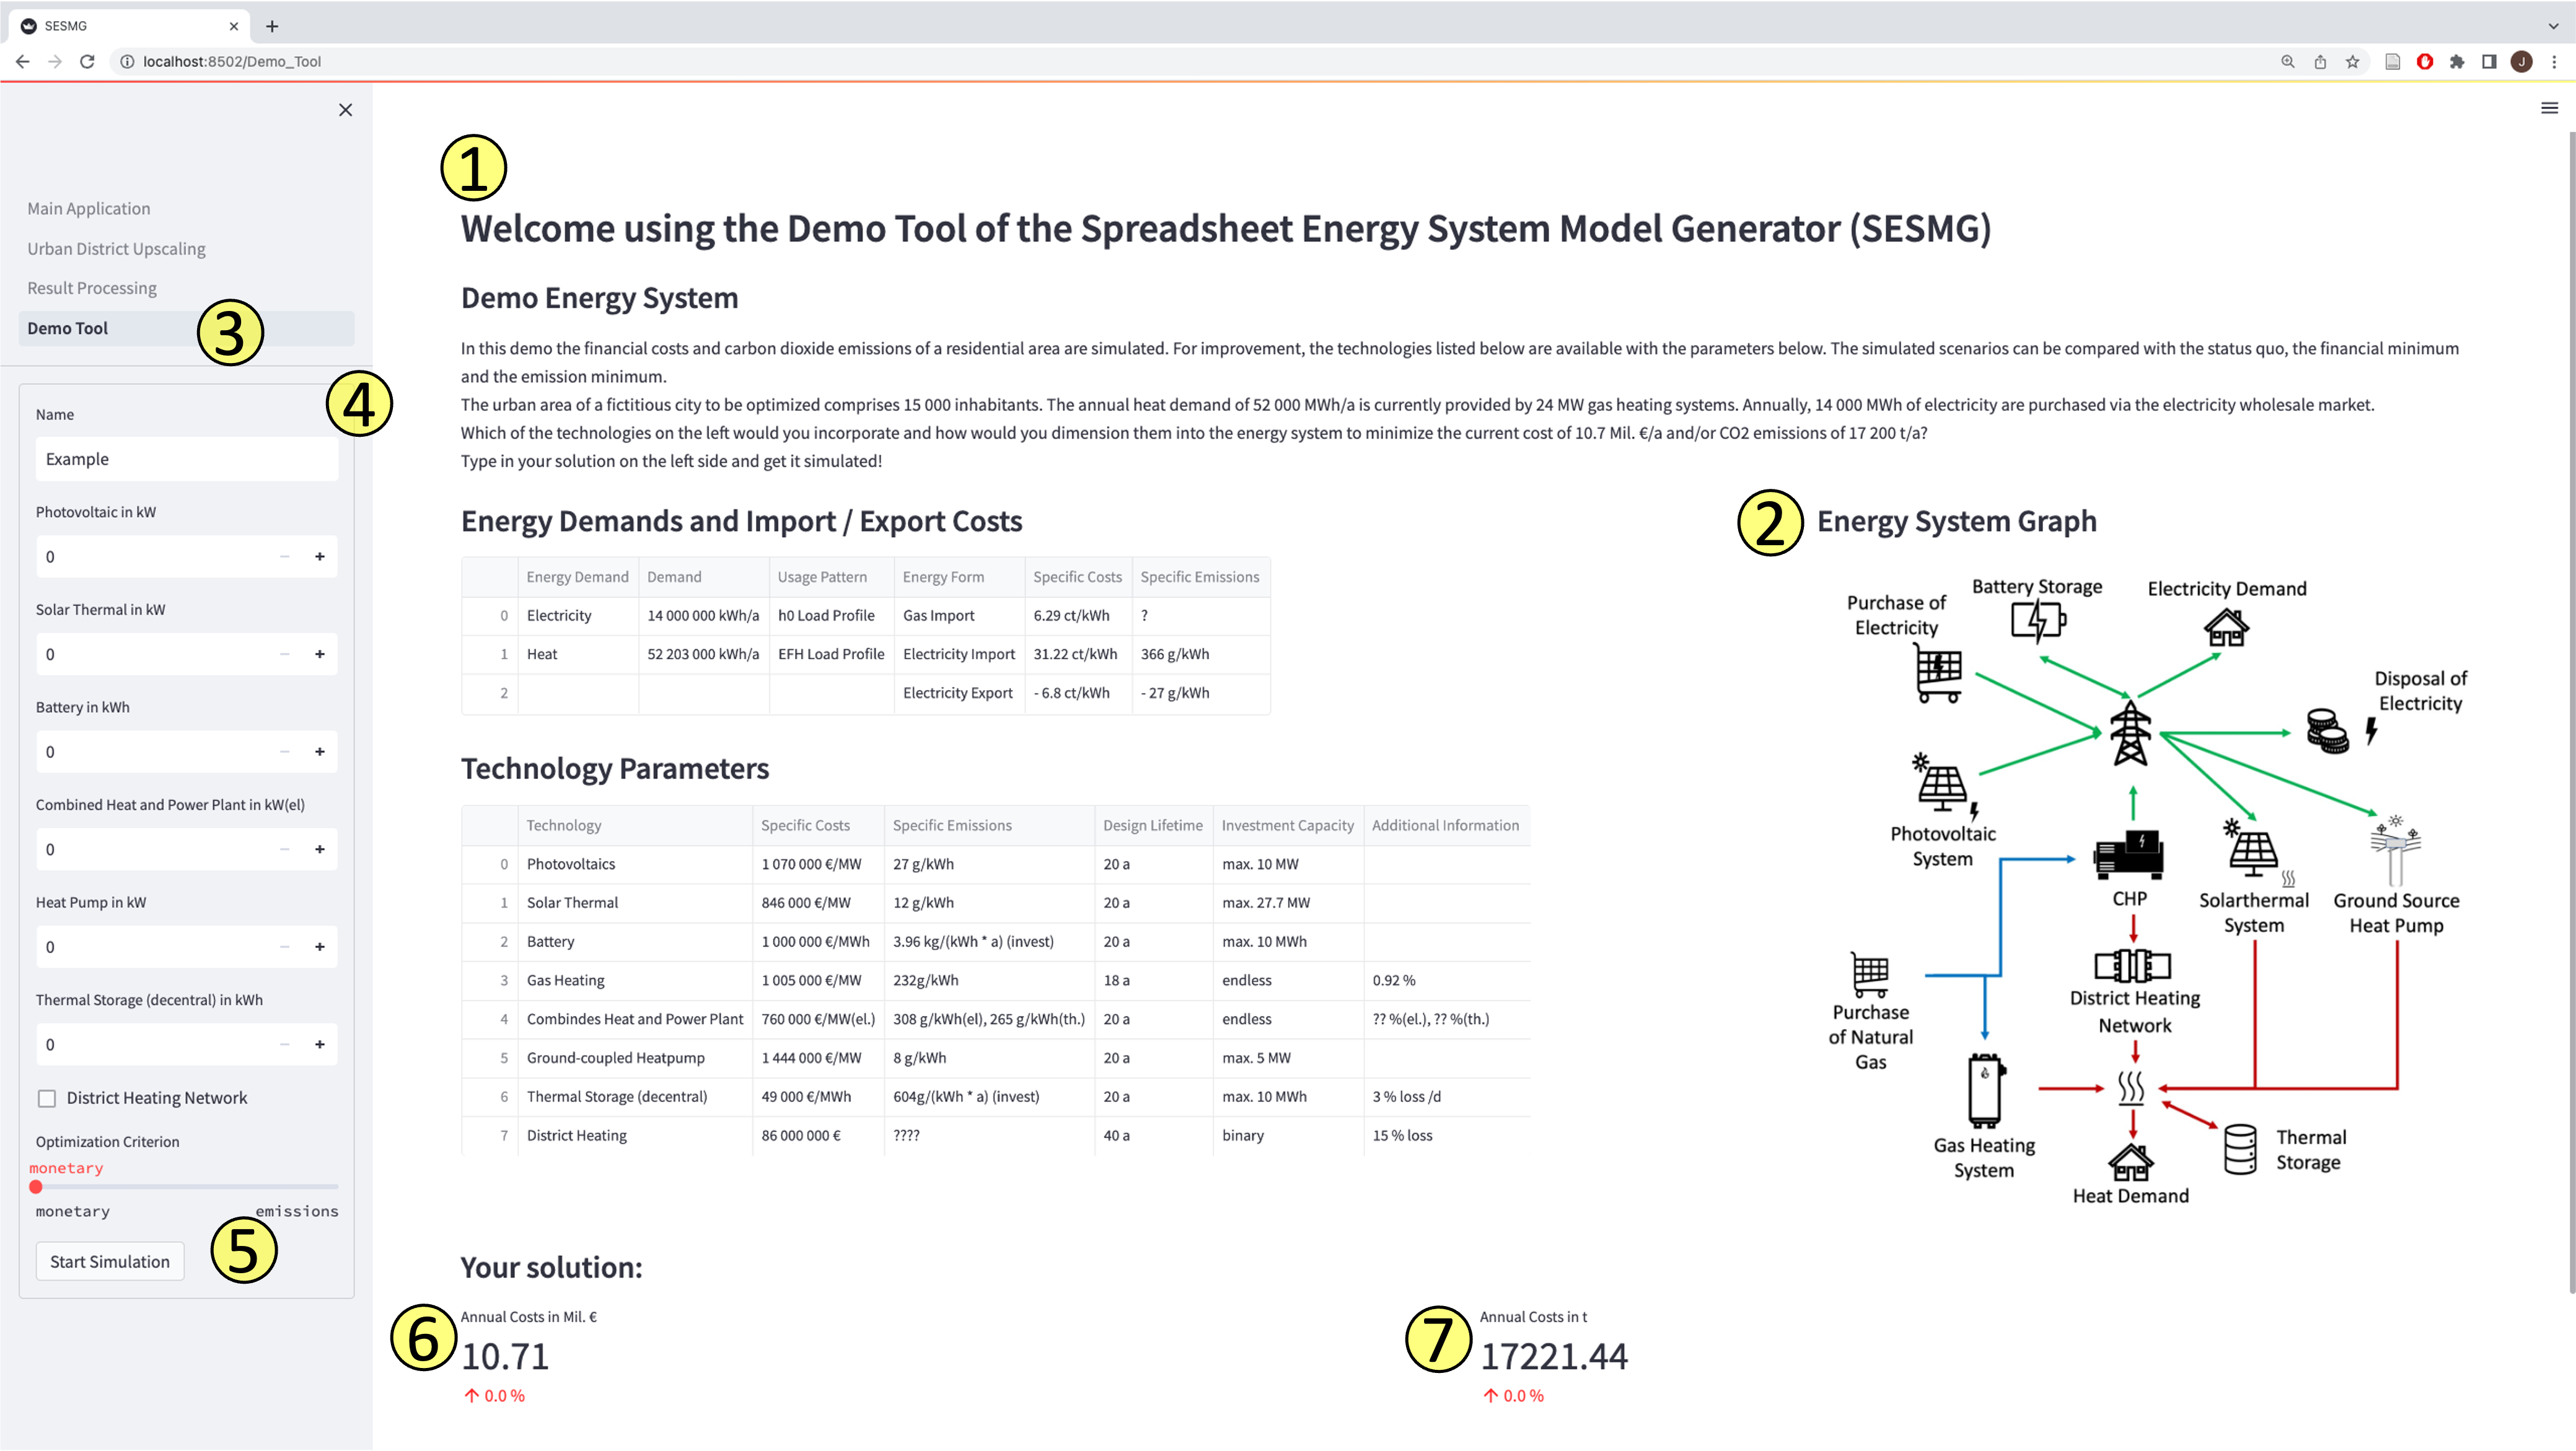 SESMG
localhost:8502/Demo_Tool
J
Main Application
Urban District Upscaling
Result Processing
Demo Tool
3
4
Name
Example
Photovoltaic in kW
0
Solar Thermal in kW
0
Battery in kWh
0
Combined Heat and Power Plant in kW(el)
0
Heat Pump in kW
0
Thermal Storage (decentral) in kWh
0
District Heating Network
Optimization Criterion
monetary
monetary emissions
5
Start Simulation
1
Welcome using the Demo Tool of the Spreadsheet Energy System Model Generator (SESMG)
Demo Energy System
In this demo the financial costs and carbon dioxide emissions of a residential area are simulated. For improvement, the technologies listed below are available with the parameters below. The simulated scenarios can be compared with the status quo, the financial minimum
and the emission minimum.
The urban area of a fictitious city to be optimized comprises 15 000 inhabitants. The annual heat demand of 52 000 MWh/a is currently provided by 24 MW gas heating systems. Annually, 14 000 MWh of electricity are purchased via the electricity wholesale market.
Which of the technologies on the left would you incorporate and how would you dimension them into the energy system to minimize the current cost of 10.7 Mil. €/a and/or CO2 emissions of 17 200 t/a?
Type in your solution on the left side and get it simulated!
Energy Demands and Import / Export Costs
Energy Demand Demand Usage Pattern Energy Form Specific Costs Specific Emissions
0 Electricity 14 000 000 kWh/a h0 Load Profile Gas Import 6.29 ct/kWh ?
1 Heat 52 203 000 kWh/a EFH Load Profile Electricity Import 31.22 ct/kWh 366 g/kWh
2 Electricity Export - 6.8 ct/kWh - 27 g/kWh
Technology Parameters
Technology Specific Costs Specific Emissions Design Lifetime Investment Capacity Additional Information
0 Photovoltaics 1 070 000 €/MW 27 g/kWh 20 a max. 10 MW
1 Solar Thermal 846 000 €/MW 12 g/kWh 20 a max. 27.7 MW
2 Battery 1 000 000 €/MWh 3.96 kg/(kWh * a) (invest) 20 a max. 10 MWh
3 Gas Heating 1 005 000 €/MW 232g/kWh 18 a endless 0.92 %
4 Combindes Heat and Power Plant 760 000 €/MW(el.) 308 g/kWh(el), 265 g/kWh(th.) 20 a endless ?? %(el.), ?? %(th.)
5 Ground-coupled Heatpump 1 444 000 €/MW 8 g/kWh 20 a max. 5 MW
6 Thermal Storage (decentral) 49 000 €/MWh 604g/(kWh * a) (invest) 20 a max. 10 MWh 3 % loss /d
7 District Heating 86 000 000 € ???? 40 a binary 15 % loss
2 Energy System Graph
Battery Storage
Electricity Demand
Purchase of
Electricity
Disposal of
Electricity
Photovoltaic
System
CHP
Solarthermal
System
Ground Source
Heat Pump
District Heating
Network
Purchase
of Natural
Gas
Gas Heating
System
Thermal
Storage
Heat Demand
Your solution:
6
Annual Costs in Mil. €
10.71
0.0 %
7
Annual Costs in t
17221.44
0.0 %